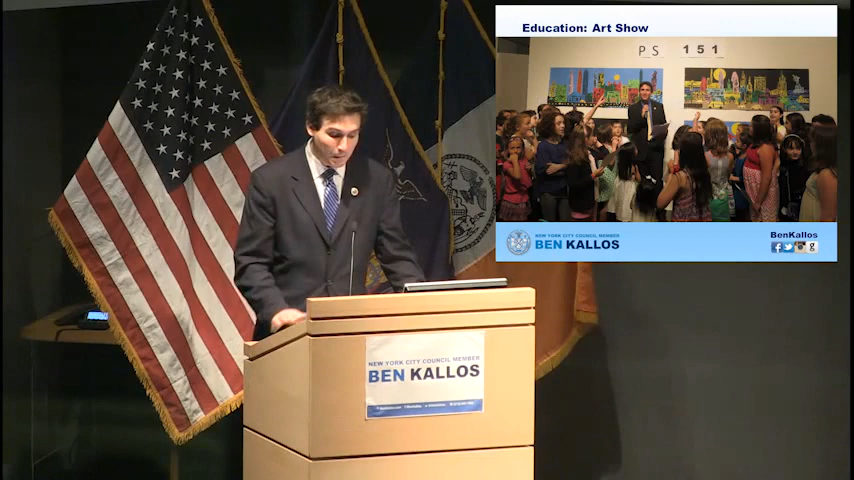 Education: Art Show
PS 151
NEW YORK CITY COUNCIL MEMBER
BEN KALLOS
BenKallos
NEW YORK CITY COUNCIL MEMBER
BEN KALLOS